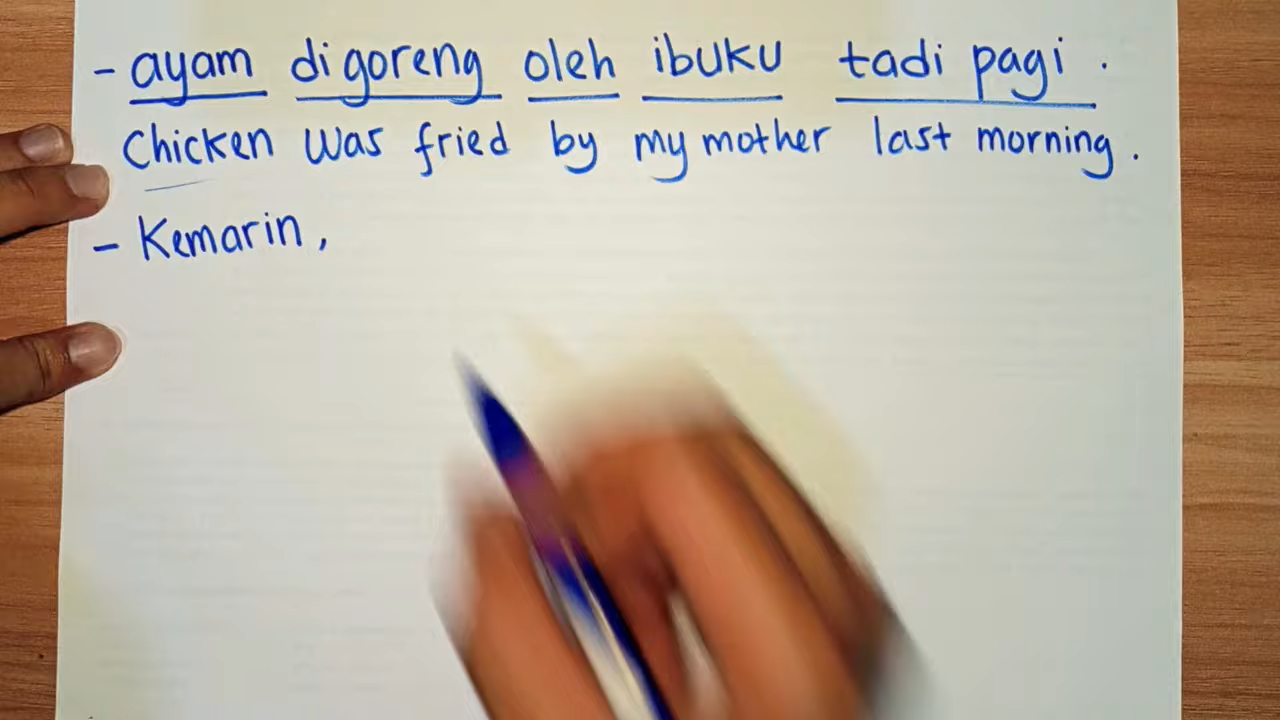 - ayam digoreng oleh ibuku tadi pagi.
Chicken was fried by my mother last morning.
- Kemarin,